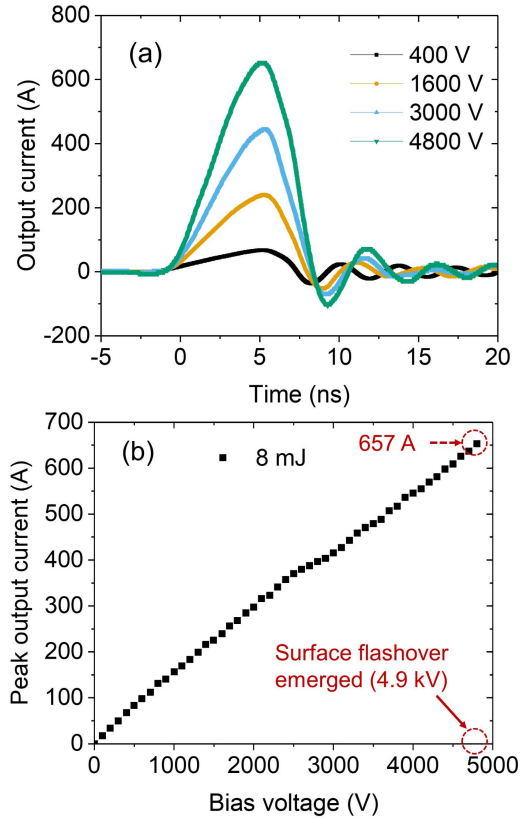 (a)
400 V
1600 V
3000 V
4800 V
800
600
400
200
0
-200
Output current (A)
-5
0
5
10
15
20
Time (ns)
(b)
8 mJ
657 A
Surface flashover
emerged (4.9 kV)
700
600
500
400
300
200
100
0
Peak output current (A)
0
1000
2000
3000
4000
5000
Bias voltage (V)